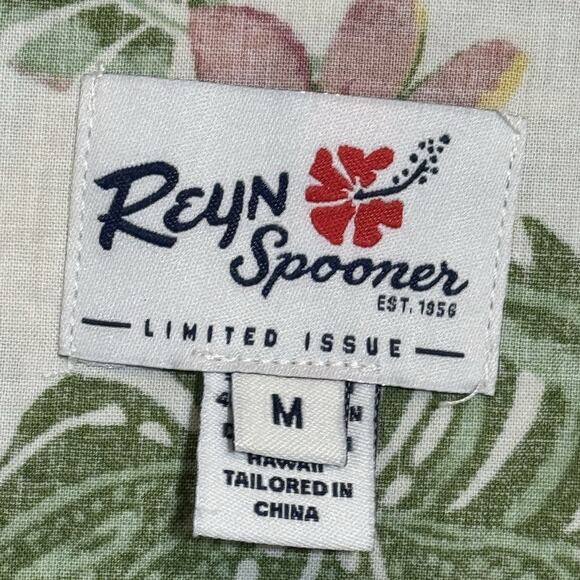 Reyn
Spooner
EST. 1956
LIMITED ISSUE
M
HAWAII
TAILORED IN
CHINA